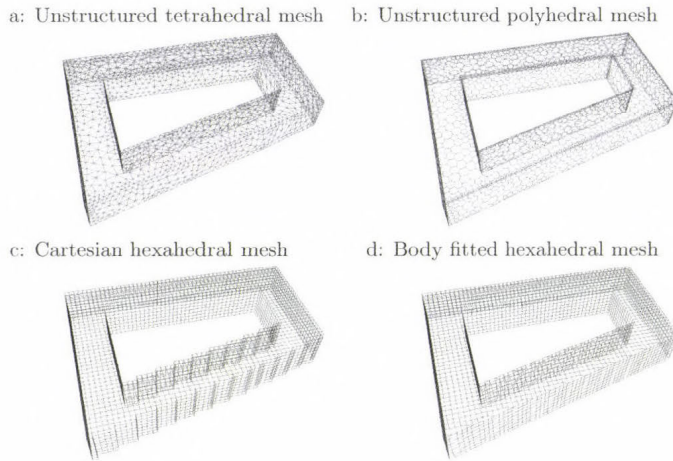 a: Unstructured tetrahedral mesh
b: Unstructured polyhedral mesh
c: Cartesian hexahedral mesh
d: Body fitted hexahedral mesh